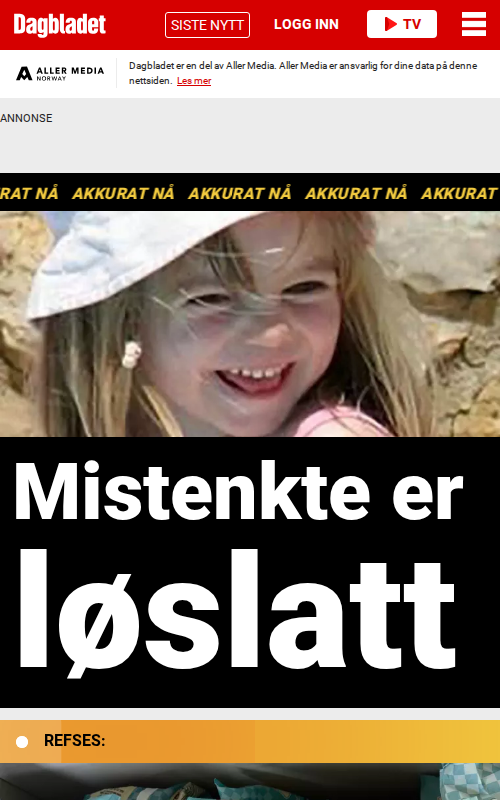 Dagbladet
SISTE NYTT
LOGG INN
TV
ALLER MEDIA
NORWAY
Dagbladet er en del av Aller Media. Aller Media er ansvarlig for dine data på denne
nettsiden. Les mer
ANNONSE
RAT NÅ AKKURAT NÅ AKKURAT NÅ AKKURAT NÅ AKKURAT
Mistenkte er
løslatt
REFSES: